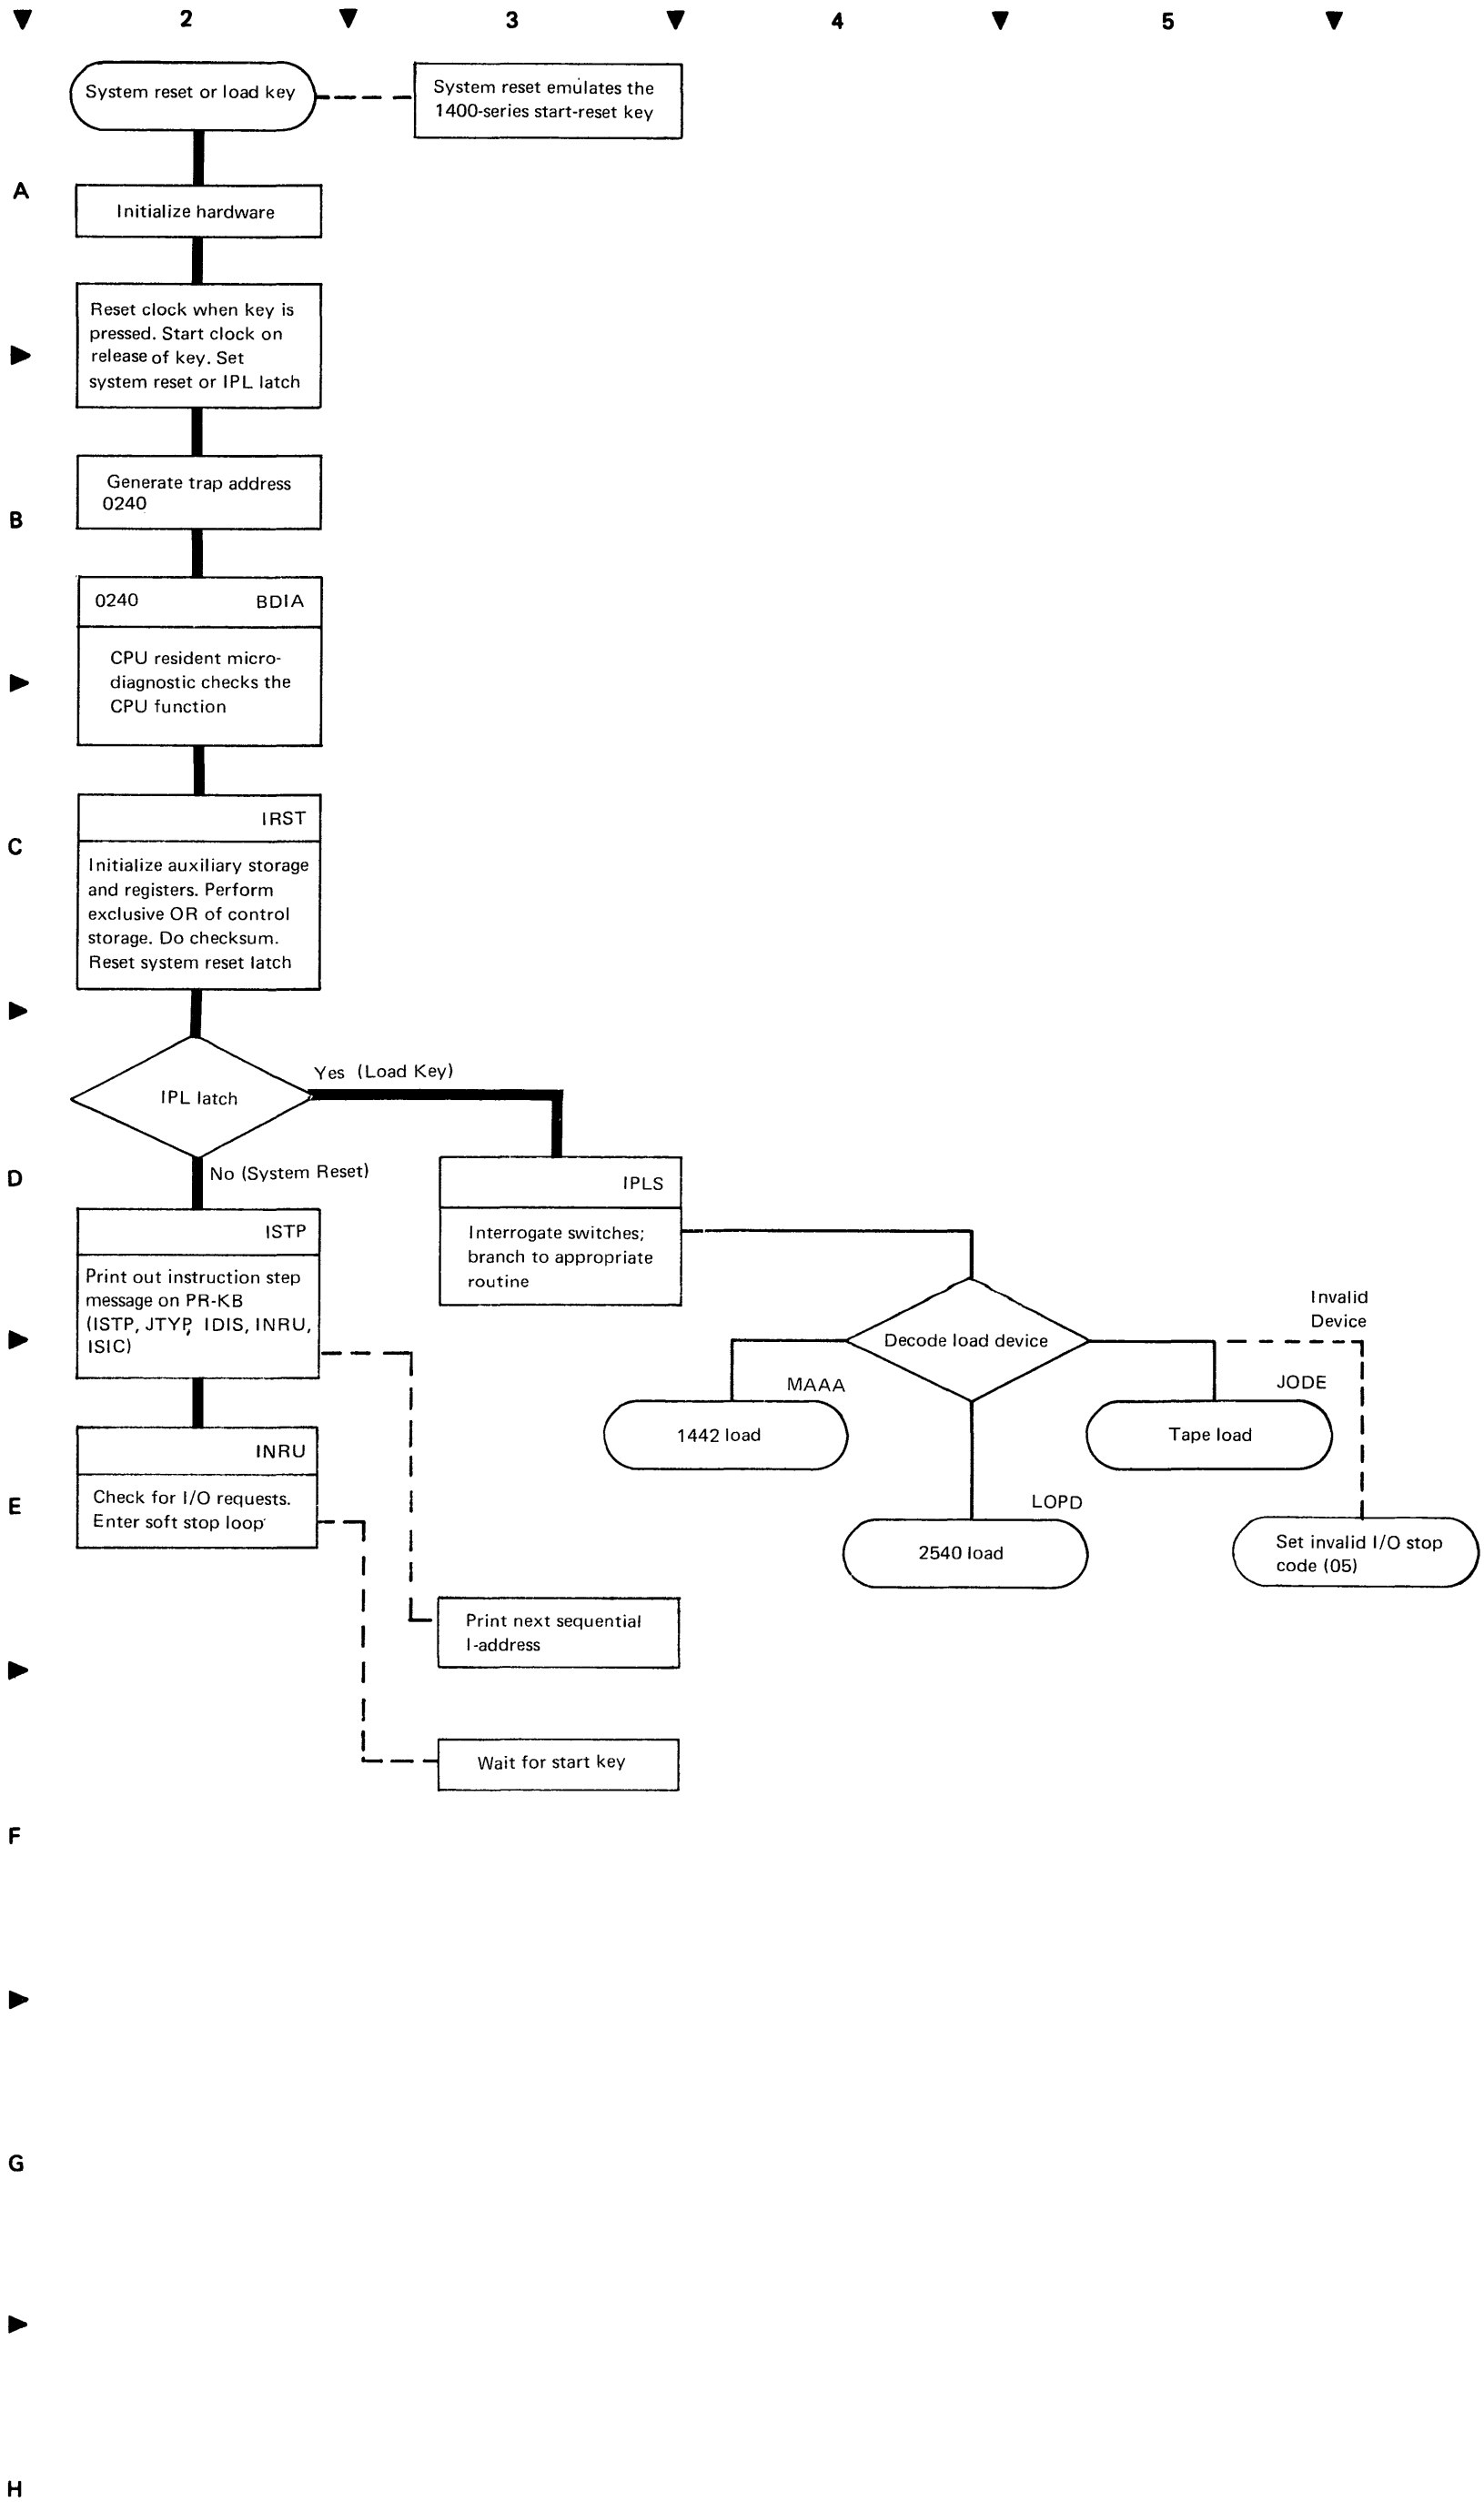 2 3 4 5
System reset or load key
System reset emulates the
1400-series start-reset key
A
Initialize hardware
Reset clock when key is
pressed. Start clock on
release of key. Set
system reset or IPL latch
Generate trap address
0240
B
0240 BDIA
CPU resident micro-
diagnostic checks the
CPU function
IRST
C
Initialize auxiliary storage
and registers. Perform
exclusive OR of control
storage. Do checksum.
Reset system reset latch
Yes (Load Key)
IPL latch
No (System Reset)
D
IPLS
Interrogate switches;
branch to appropriate
routine
ISTP
Print out instruction step
message on PR-KB
(ISTP, JTYP, IDIS, INRU,
ISIC)
Invalid
Device
Decode load device
MAAA
1442 load
JODE
Tape load
INRU
Check for I/O requests.
Enter soft stop loop
E
LOPD
2540 load
Set invalid I/O stop
code (05)
Print next sequential
I-address
Wait for start key
F
G
H